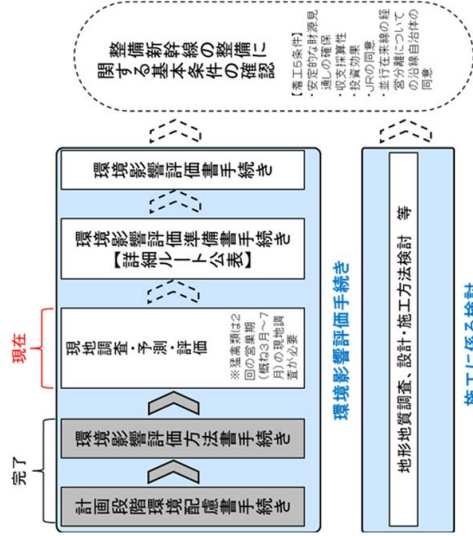 完了
現在
計画段階環境配慮書手続き
環境影響評価方法書手続き
現地調査・予測・評価
※猛禽類は2
回の営巣期
(概ね3月～7
月)の現地調
査が必要
環境影響評価準備書手続き
【詳細ルート公表】
環境影響評価書手続き
環境影響評価手続き
地形地質調査、設計・施工方法検討 等
施工に係る検討
整備新幹線の整備に
関する基本条件の確認
【着工5条件】
・安定的な財源見
通しの確保
・収支採算性
・投資効果
・JRの同意
・並行在来線の経
営分離について
の沿線自治体の
同意